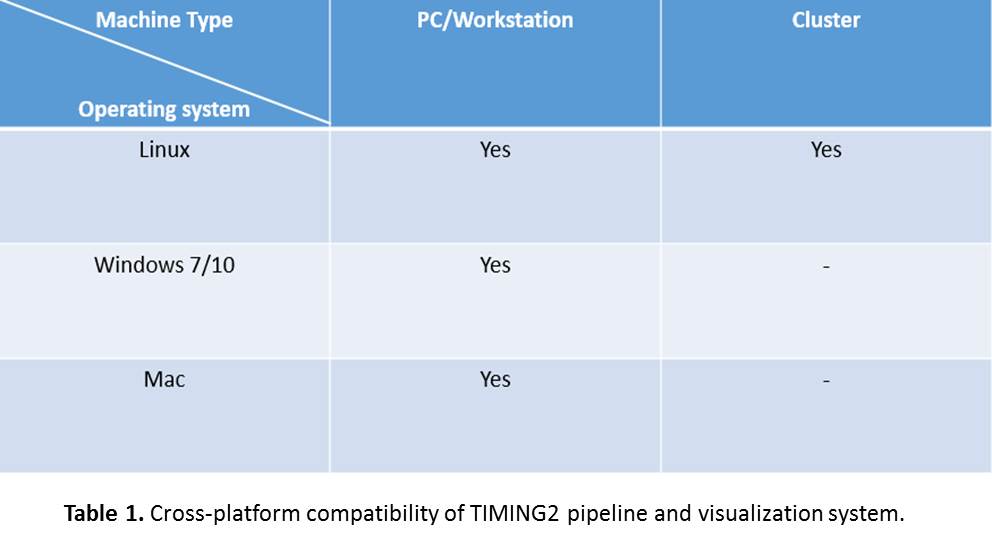 Machine Type PC/Workstation Cluster
Operating system
Linux Yes Yes
Windows 7/10 Yes -
Mac Yes -
Table 1. Cross-platform compatibility of TIMING2 pipeline and visualization system.